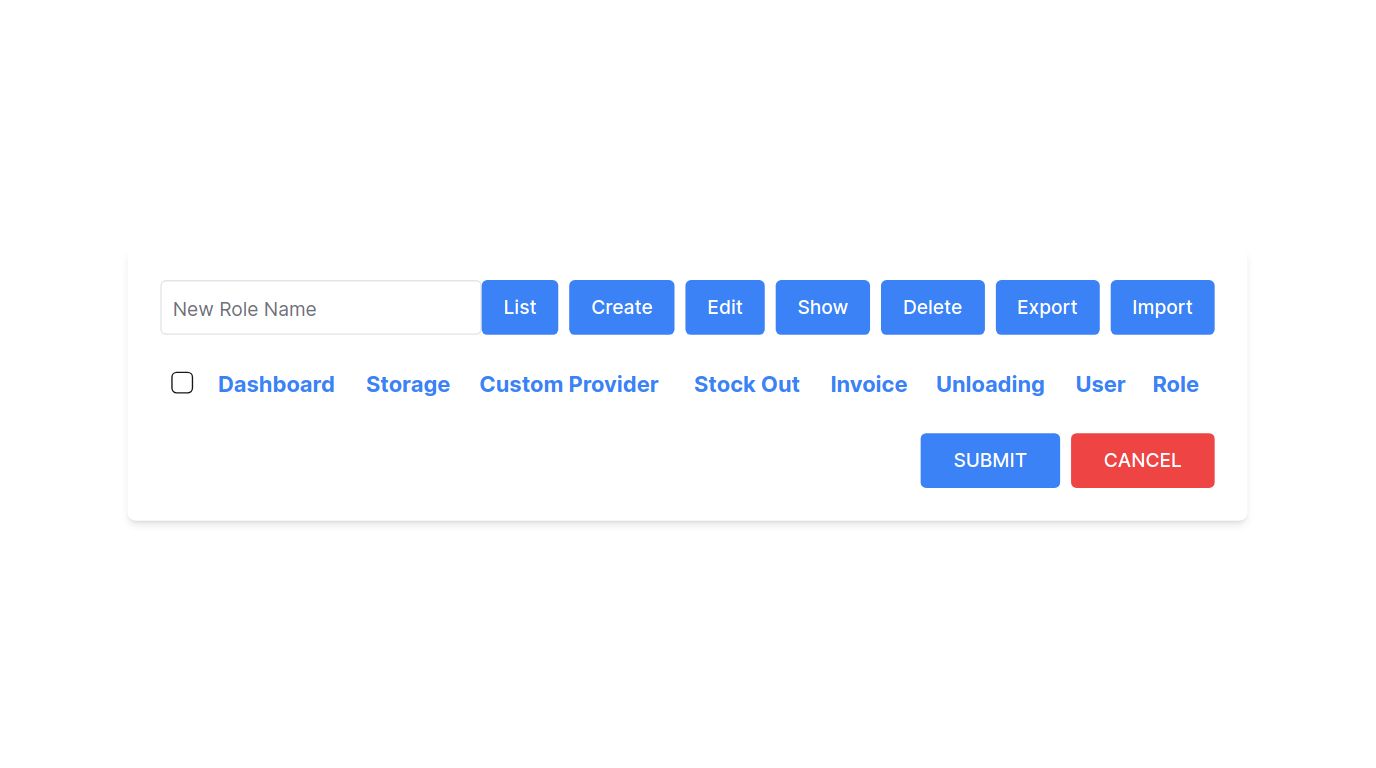 New Role Name List Create Edit Show Delete Export Import
Dashboard Storage Custom Provider Stock Out Invoice Unloading User Role
SUBMIT CANCEL